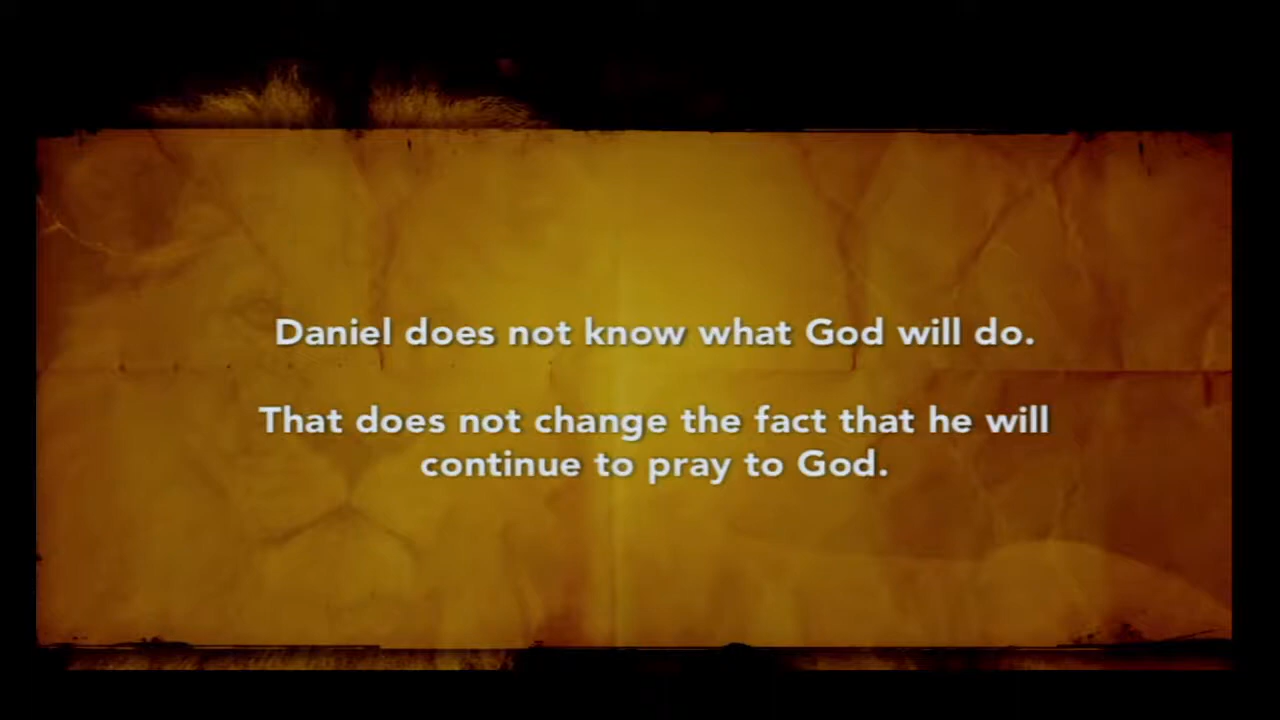 Daniel does not know what God will do.
That does not change the fact that he will
continue to pray to God.